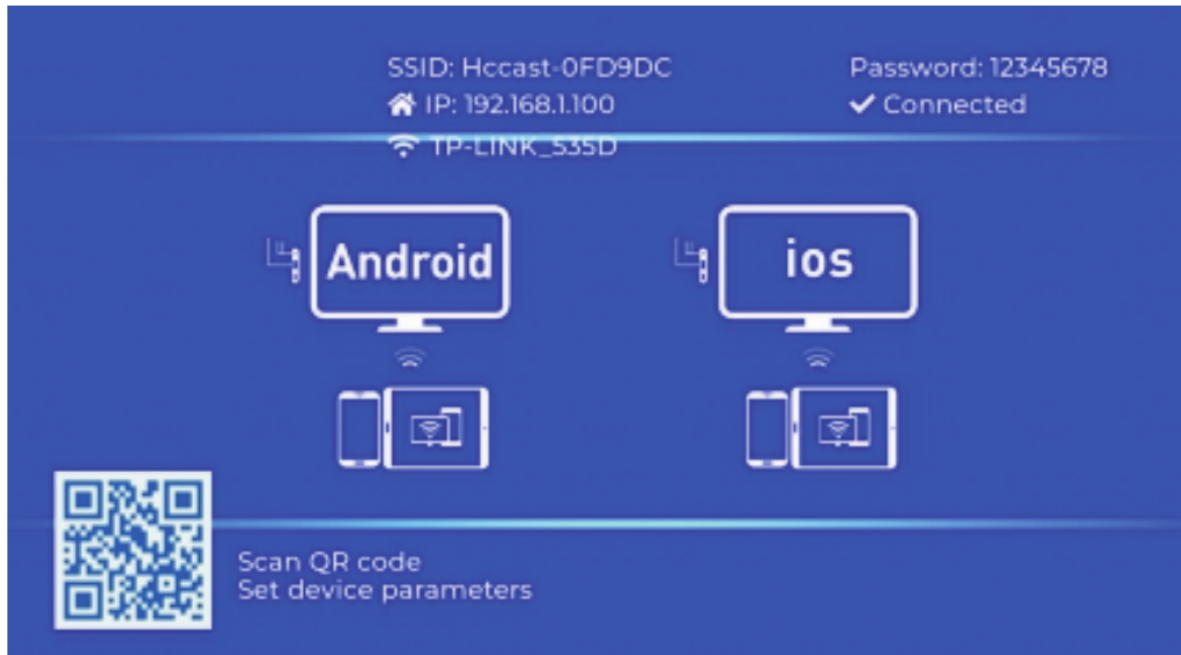 SSID: Hccast-0FD9DC
Password: 12345678
IP: 192.168.1.100
Connected
TP-LINK_535D
Android
ios
Scan QR code
Set device parameters